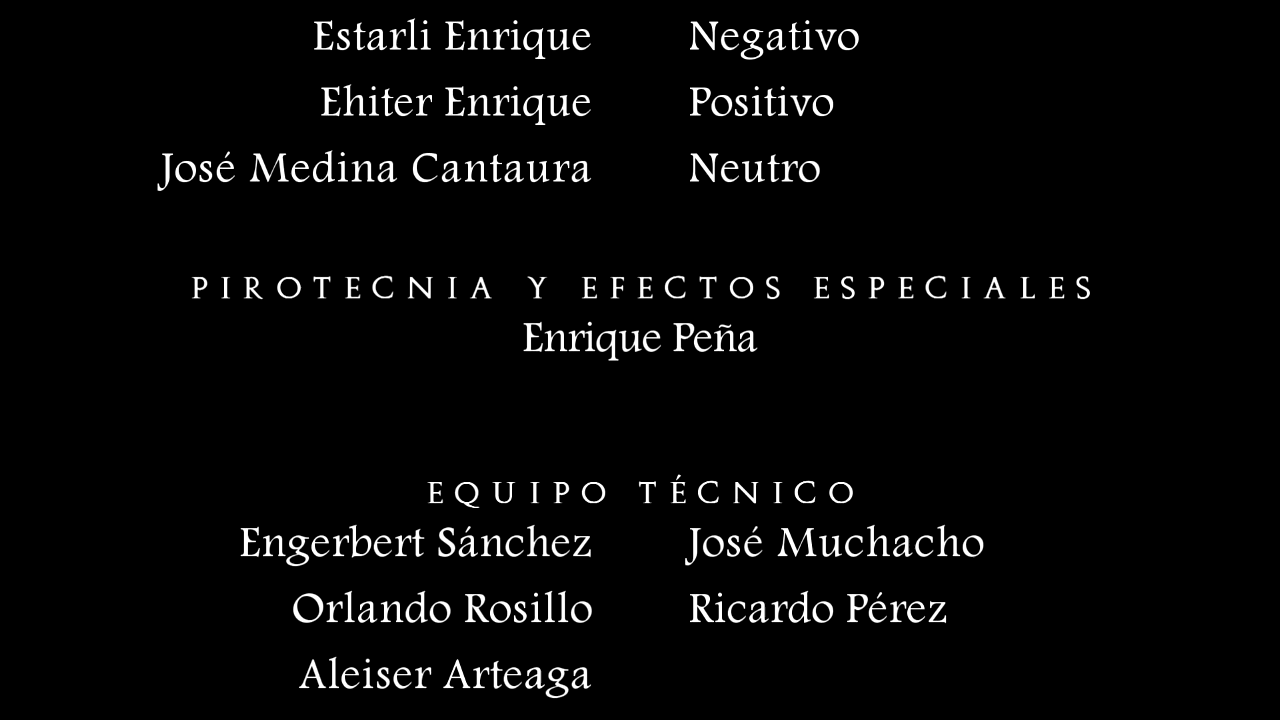 Estarli Enrique Negativo
Ehiter Enrique Positivo
José Medina Cantaura Neutro
PIROTECNIA Y EFECTOS ESPECIALES
Enrique Peña
EQUIPO TÉCNICO
Engerbert Sánchez José Muchacho
Orlando Rosillo Ricardo Pérez
Aleiser Arteaga